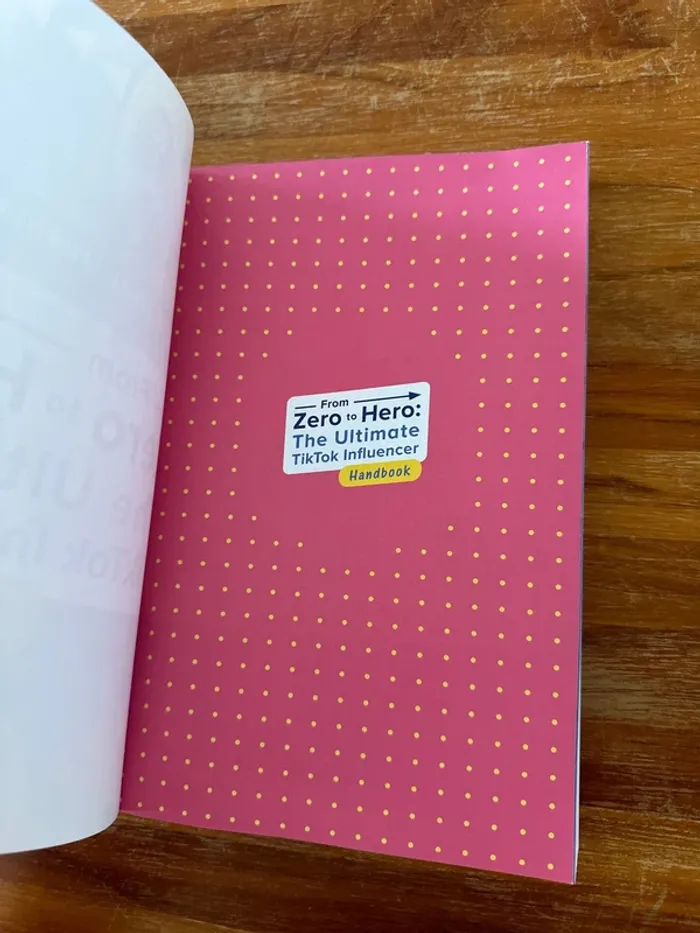 From
Zero to Hero:
The Ultimate
TikTok Influencer
Handbook